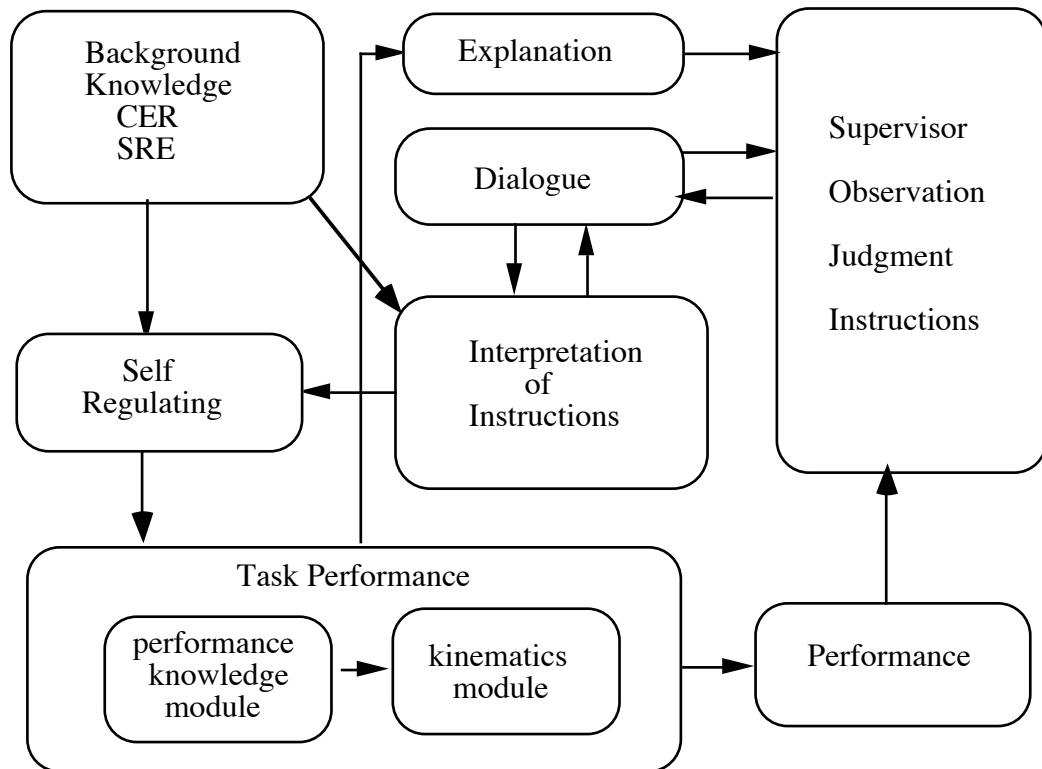 Background
Knowledge
CER
SRE
Explanation
Dialogue
Supervisor
Observation
Judgment
Instructions
Self
Regulating
Interpretation
of
Instructions
Task Performance
performance
knowledge
module
kinematics
module
Performance